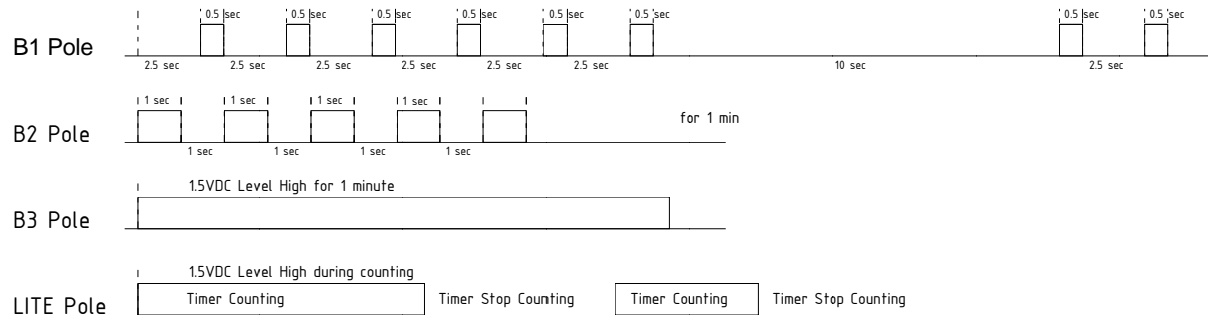 0.5 sec 0.5 sec 0.5 sec 0.5 sec 0.5 sec 0.5 sec 0.5 sec 0.5 sec
B1 Pole
2.5 sec 2.5 sec 2.5 sec 2.5 sec 2.5 sec 2.5 sec 10 sec 2.5 sec
1 sec 1 sec 1 sec 1 sec
B2 Pole for 1 min
1 sec 1 sec 1 sec 1 sec
1.5VDC Level High for 1 minute
B3 Pole
1.5VDC Level High during counting
LITE Pole Timer Counting Timer Stop Counting Timer Counting Timer Stop Counting